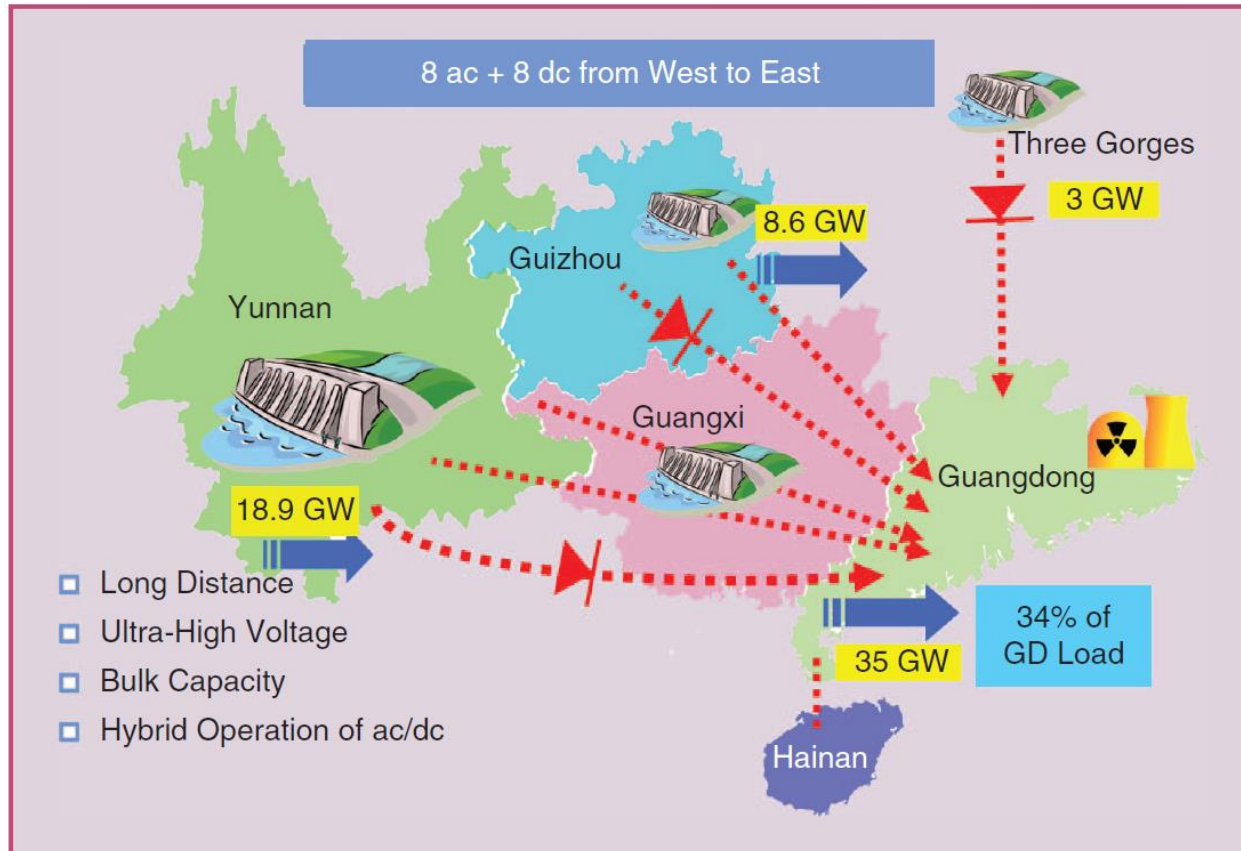 8 ac + 8 dc from West to East
Three Gorges
3 GW
8.6 GW
Guizhou
Yunnan
Guangxi
Guangdong
18.9 GW
Long Distance
Ultra-High Voltage
Bulk Capacity
Hybrid Operation of ac/dc
34% of
GD Load
35 GW
Hainan